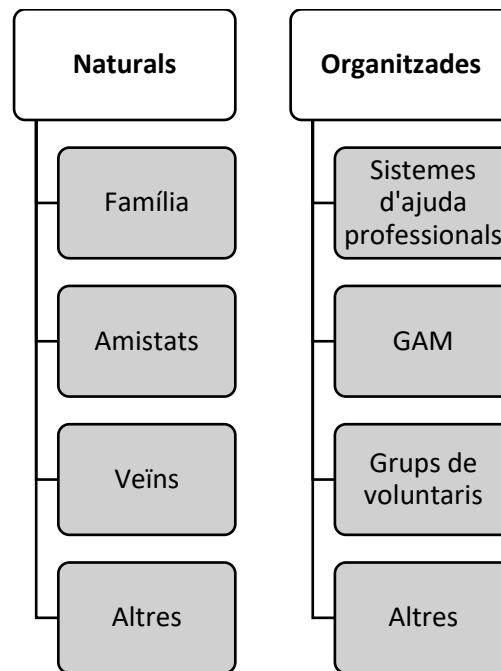 Naturals
Família
Amistats
Veïns
Altres
Organitzades
Sistemes
d'ajuda
professionals
GAM
Grups de
voluntaris
Altres